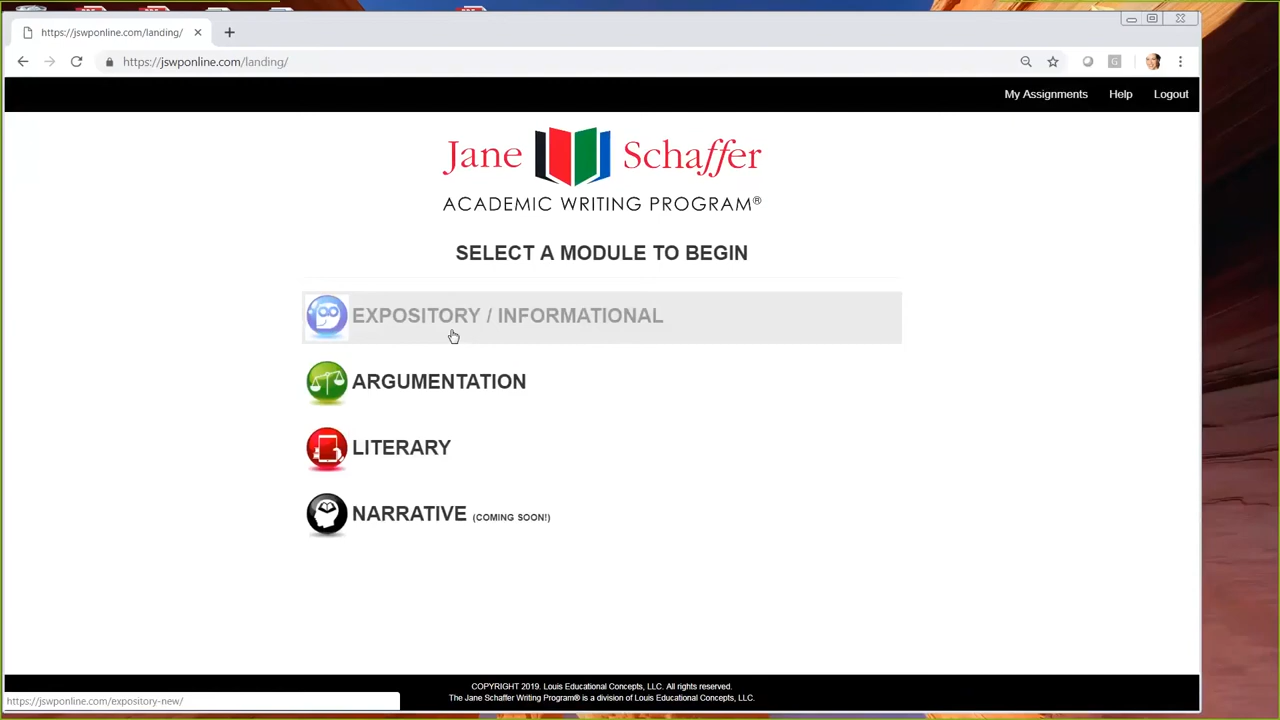 https://jswponline.com/landing/
https://jswponline.com/landing/
G
My Assignments Help Logout
Jane Schaffer
ACADEMIC WRITING PROGRAM®
SELECT A MODULE TO BEGIN
EXPOSITORY / INFORMATIONAL
ARGUMENTATION
LITERARY
NARRATIVE (COMING SOON!)
COPYRIGHT 2019. Louis Educational Concepts, LLC. All rights reserved.
The Jane Schaffer Writing Program® is a division of Louis Educational Concepts, LLC.
https://jswponline.com/expository-new/